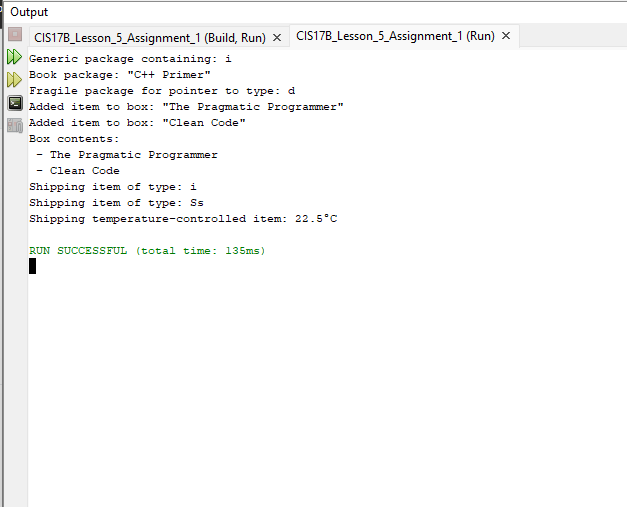 Output
CIS17B_Lesson_5_Assignment_1 (Build, Run) × CIS17B_Lesson_5_Assignment_1 (Run) ×
Generic package containing: i
Book package: "C++ Primer"
Fragile package for pointer to type: d
Added item to box: "The Pragmatic Programmer"
Added item to box: "Clean Code"
Box contents:
 - The Pragmatic Programmer
 - Clean Code
Shipping item of type: i
Shipping item of type: Ss
Shipping temperature-controlled item: 22.5°C
RUN SUCCESSFUL (total time: 135ms)